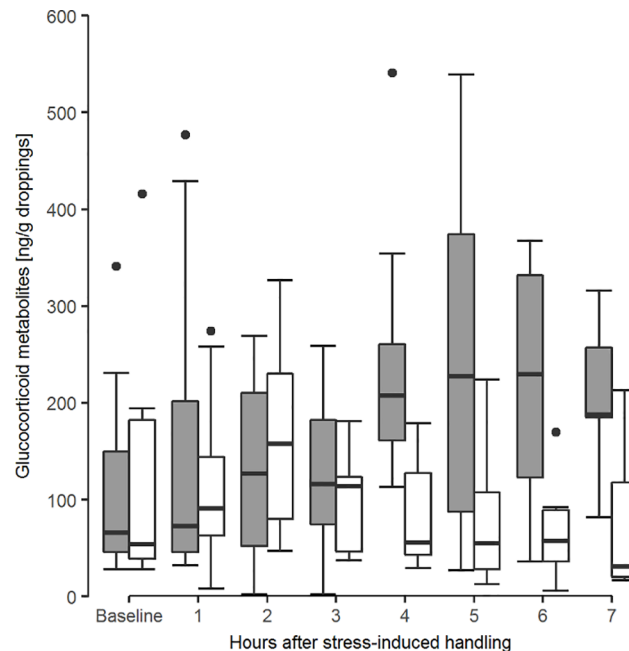 Glucocorticoid metabolites [ng/g droppings]
600
500
400
300
200
100
0
Baseline 1 2 3 4 5 6 7
Hours after stress-induced handling